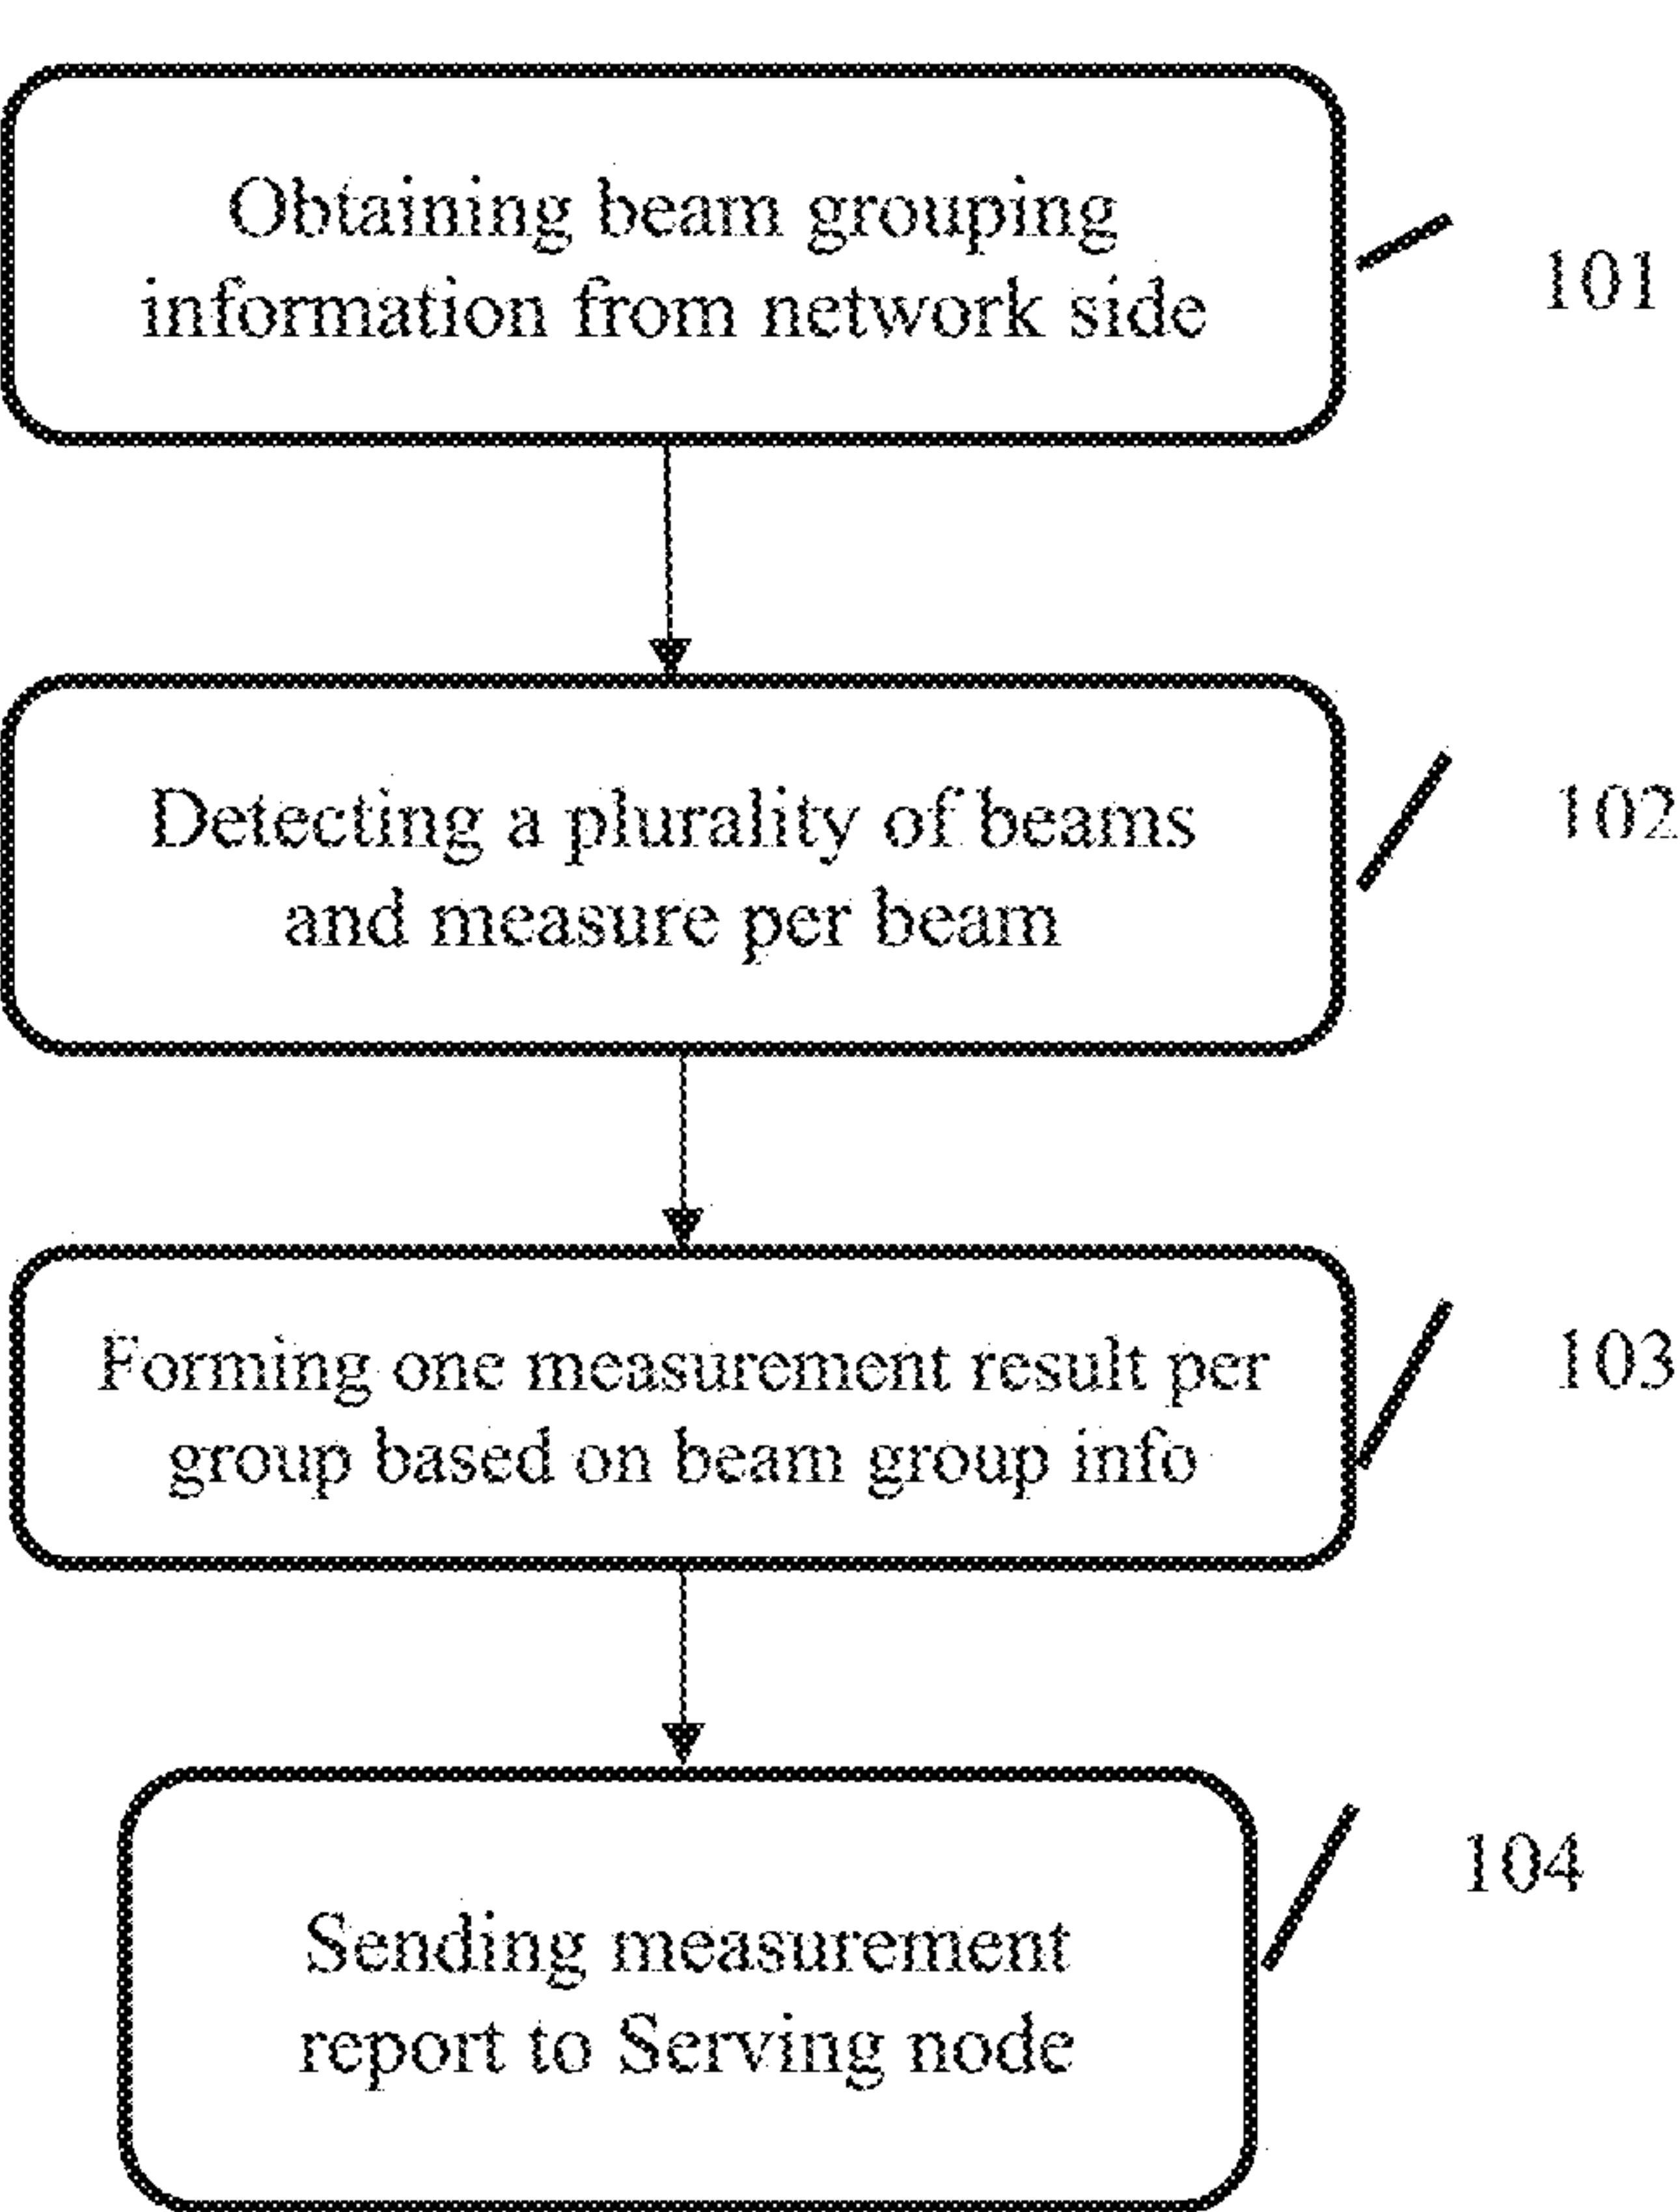 Obtaining beam grouping
information from network side
101
Detecting a plurality of beams
and measure per beam
102
Forming one measurement result per
group based on beam group info
103
Sending measurement
report to Serving node
104